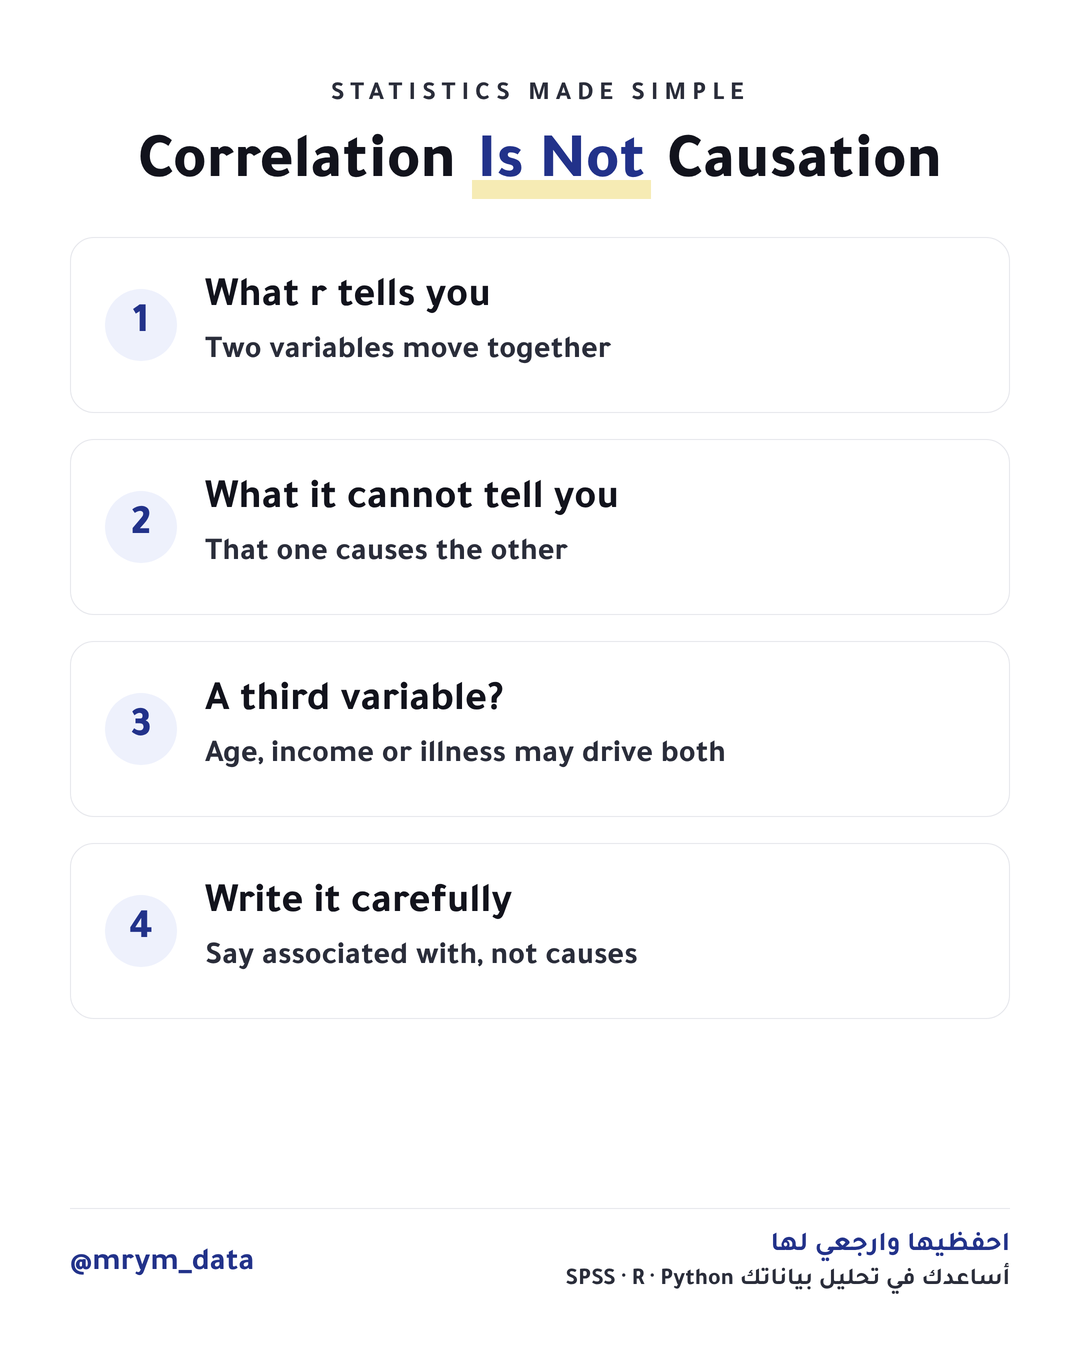 STATISTICS MADE SIMPLE
Correlation Is Not Causation
1
What r tells you
Two variables move together
2
What it cannot tell you
That one causes the other
3
A third variable?
Age, income or illness may drive both
4
Write it carefully
Say associated with, not causes
@mrym_data
احفظيها وارجعي لها
أساعدك في تحليل بياناتك SPSS · R · Python